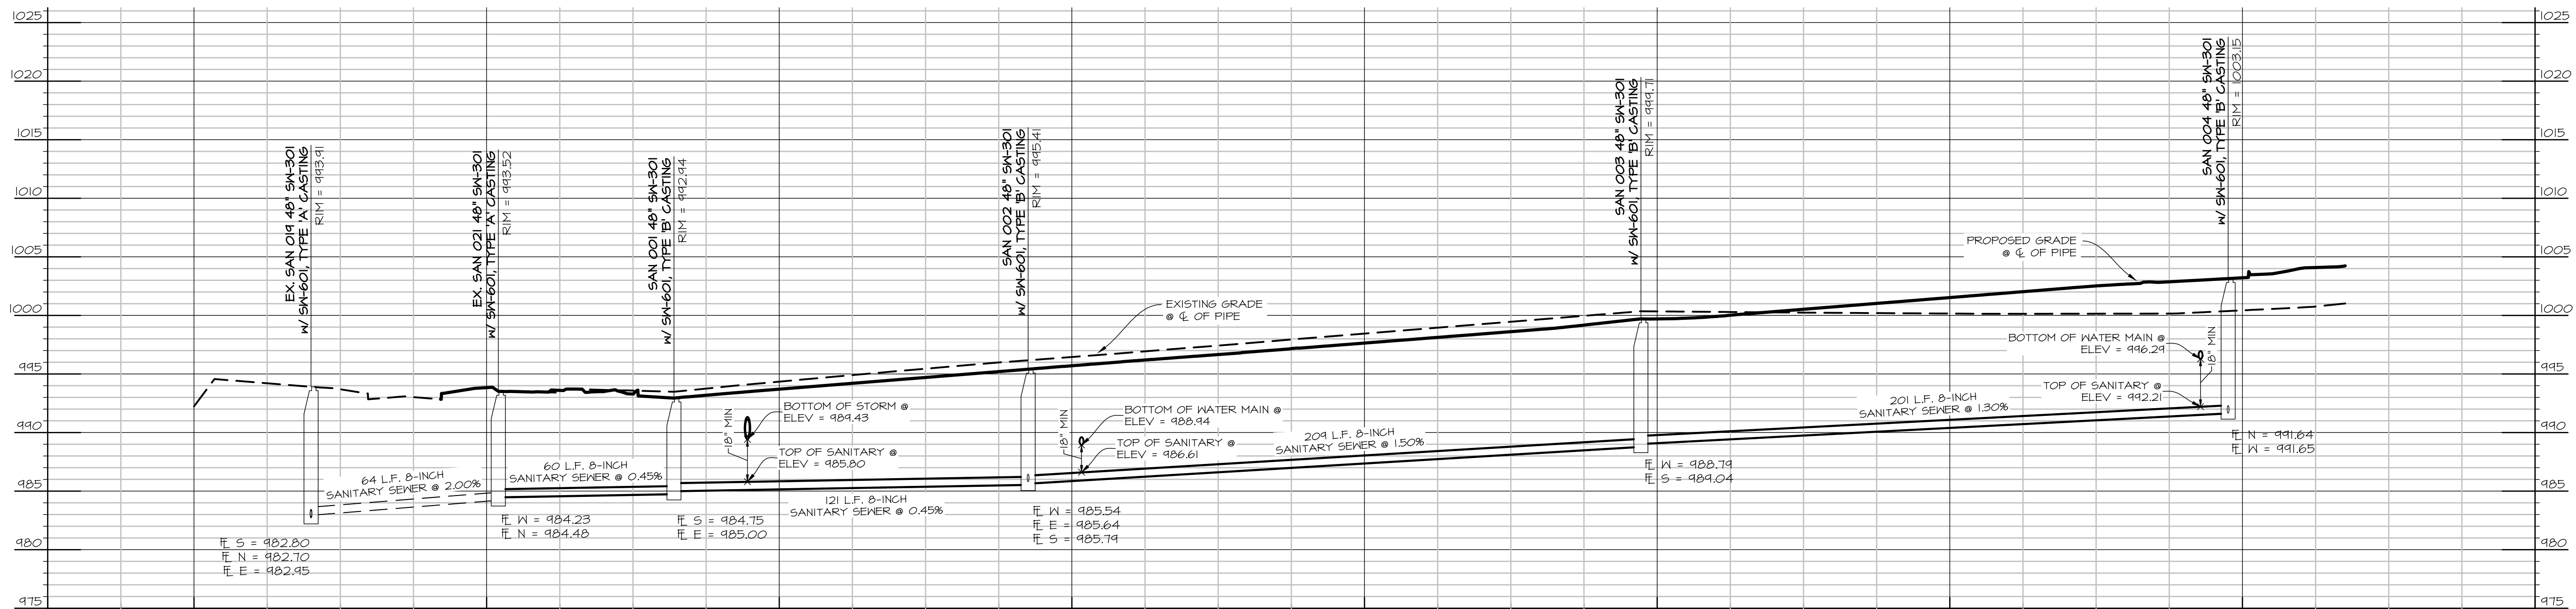 1025
1020
1015
1010
1005
1000
995
990
985
980
975
EX. SAN 019 48" SW-301
W/ SW-601, TYPE 'A' CASTING
RIM = 993.91
EX. SAN 021 48" SW-301
W/ SW-601, TYPE 'A' CASTING
RIM = 993.52
SAN 001 48" SW-301
W/ SW-601, TYPE 'B' CASTING
RIM = 992.94
SAN 002 48" SW-301
W/ SW-601, TYPE 'B' CASTING
RIM = 995.41
SAN 003 48" SW-301
W/ SW-601, TYPE 'B' CASTING
RIM = 999.71
SAN 004 48" SW-301
W/ SW-601, TYPE 'B' CASTING
RIM = 1003.15
EXISTING GRADE
@ ℄ OF PIPE
PROPOSED GRADE
@ ℄ OF PIPE
64 L.F. 8-INCH
SANITARY SEWER @ 2.00%
60 L.F. 8-INCH
SANITARY SEWER @ 0.45%
18" MIN
BOTTOM OF STORM @
ELEV = 989.43
TOP OF SANITARY @
ELEV = 985.80
121 L.F. 8-INCH
SANITARY SEWER @ 0.45%
18" MIN
BOTTOM OF WATER MAIN @
ELEV = 988.94
TOP OF SANITARY @
ELEV = 986.61
209 L.F. 8-INCH
SANITARY SEWER @ 1.50%
201 L.F. 8-INCH
SANITARY SEWER @ 1.30%
BOTTOM OF WATER MAIN @
ELEV = 996.29
18" MIN
TOP OF SANITARY @
ELEV = 992.21
FL S = 982.80
FL N = 982.70
FL E = 982.95
FL W = 984.23
FL N = 984.48
FL S = 984.75
FL E = 985.00
FL W = 985.54
FL E = 985.64
FL S = 985.79
FL W = 988.79
FL S = 989.04
FL N = 991.64
FL W = 991.65
1025
1020
1015
1010
1005
1000
995
990
985
980
975